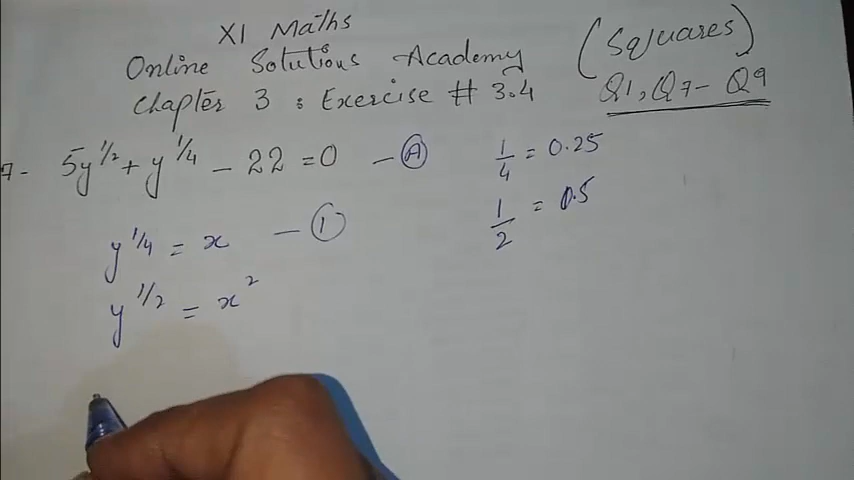 XI Maths
Online Solutions Academy
Chapter 3 : Exercise # 3.4
(Squares)
Q1, Q7 - Q9
7- 5y^1/2 + y^1/4 - 22 = 0 - Ⓐ
y^1/4 = x - ①
y^1/2 = x^2
1/4 = 0.25
1/2 = 0.5